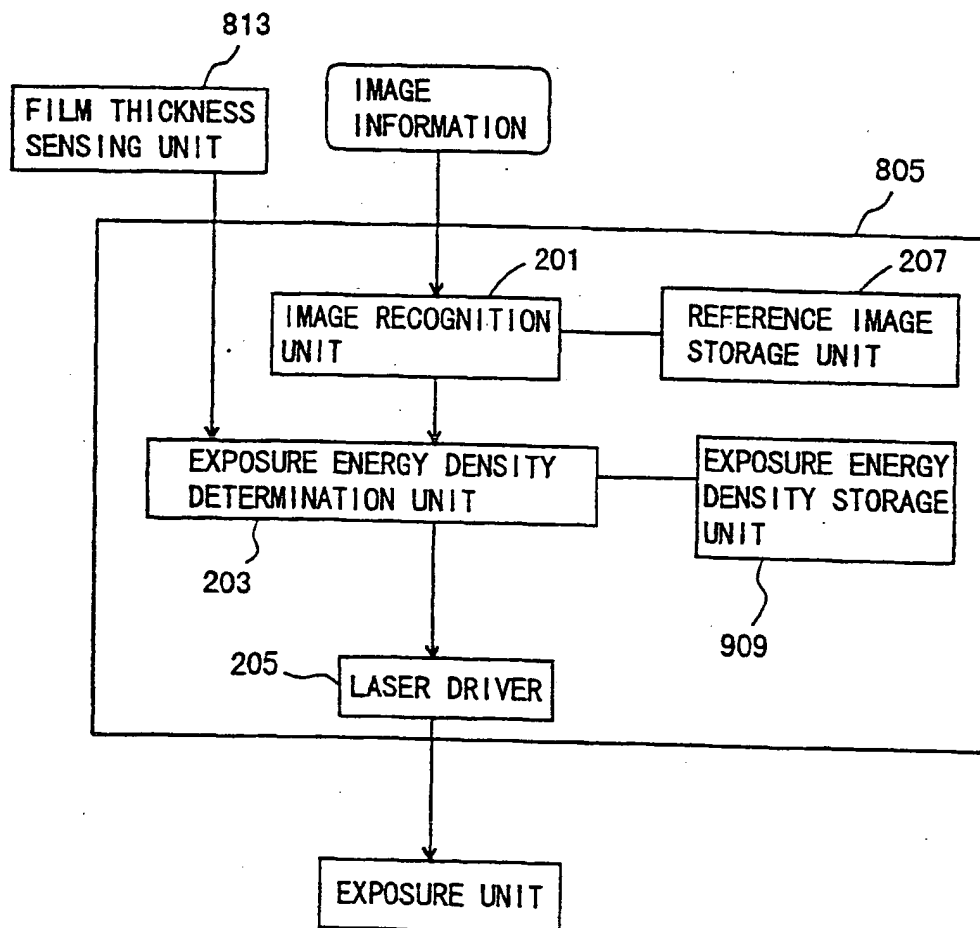 813
FILM THICKNESS
SENSING UNIT
IMAGE
INFORMATION
805
201
207
IMAGE RECOGNITION
UNIT
REFERENCE IMAGE
STORAGE UNIT
EXPOSURE ENERGY DENSITY
DETERMINATION UNIT
EXPOSURE ENERGY
DENSITY STORAGE
UNIT
203
909
205
LASER DRIVER
EXPOSURE UNIT